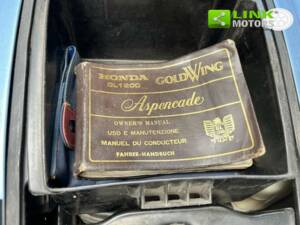 LINK
MOTORS
HONDA GOLDWING
GL1200
Aspencade
OWNER'S MANUAL
USO E MANUTENZIONE
MANUEL DU CONDUCTEUR
FAHRER-HANDBUCH